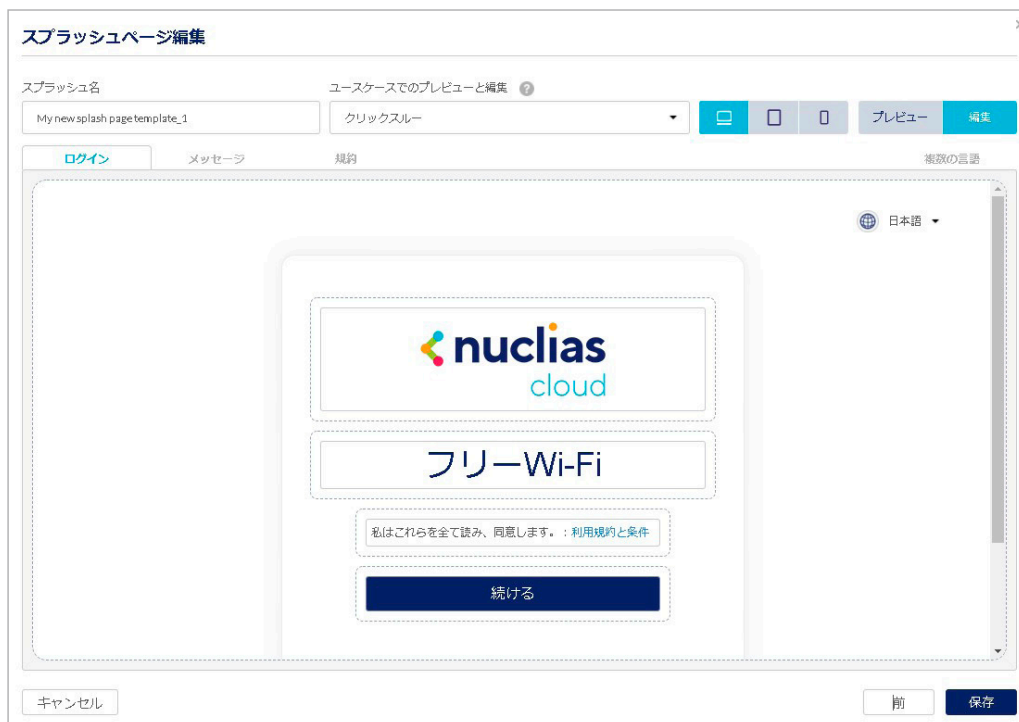 スプラッシュページ編集
スプラッシュ名
ユースケースでのプレビューと編集 ?
My new splash page template_1
クリックスルー
プレビュー
編集
ログイン
メッセージ
規約
複数の言語
日本語
nuclias
cloud
フリーWi-Fi
私はこれらを全て読み、同意します。：利用規約と条件
続ける
キャンセル
前
保存